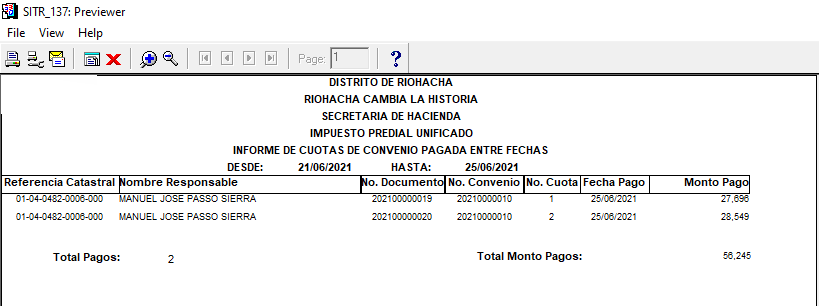 SITR_137: Previewer
File View Help
Page: 1
DISTRITO DE RIOHACHA
RIOHACHA CAMBIA LA HISTORIA
SECRETARIA DE HACIENDA
IMPUESTO PREDIAL UNIFICADO
INFORME DE CUOTAS DE CONVENIO PAGADA ENTRE FECHAS
DESDE: 21/06/2021 HASTA: 25/06/2021
Referencia Catastral Nombre Responsable No. Documento No. Convenio No. Cuota Fecha Pago Monto Pago
01-04-0482-0006-000 MANUEL JOSE PASSO SIERRA 202100000019 20210000010 1 25/06/2021 27,696
01-04-0482-0006-000 MANUEL JOSE PASSO SIERRA 202100000020 20210000010 2 25/06/2021 28,549
Total Pagos: 2 Total Monto Pagos: 56,245